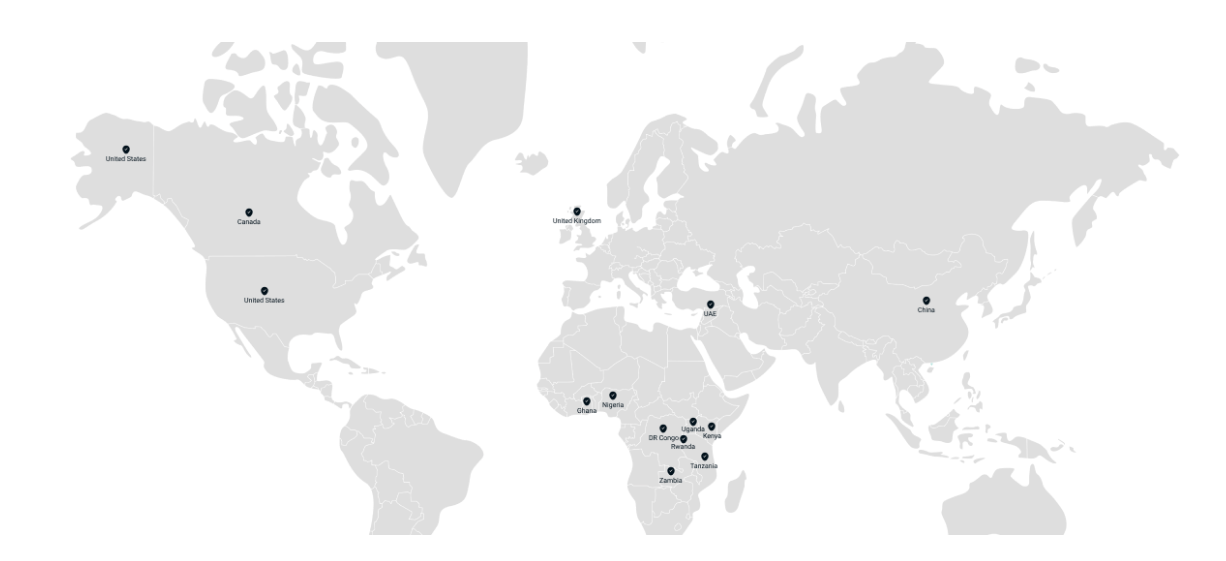 United States
Canada
United Kingdom
United States
UAE
China
Nigeria
Ghana
Uganda
DR Congo
Kenya
Rwanda
Tanzania
Zambia